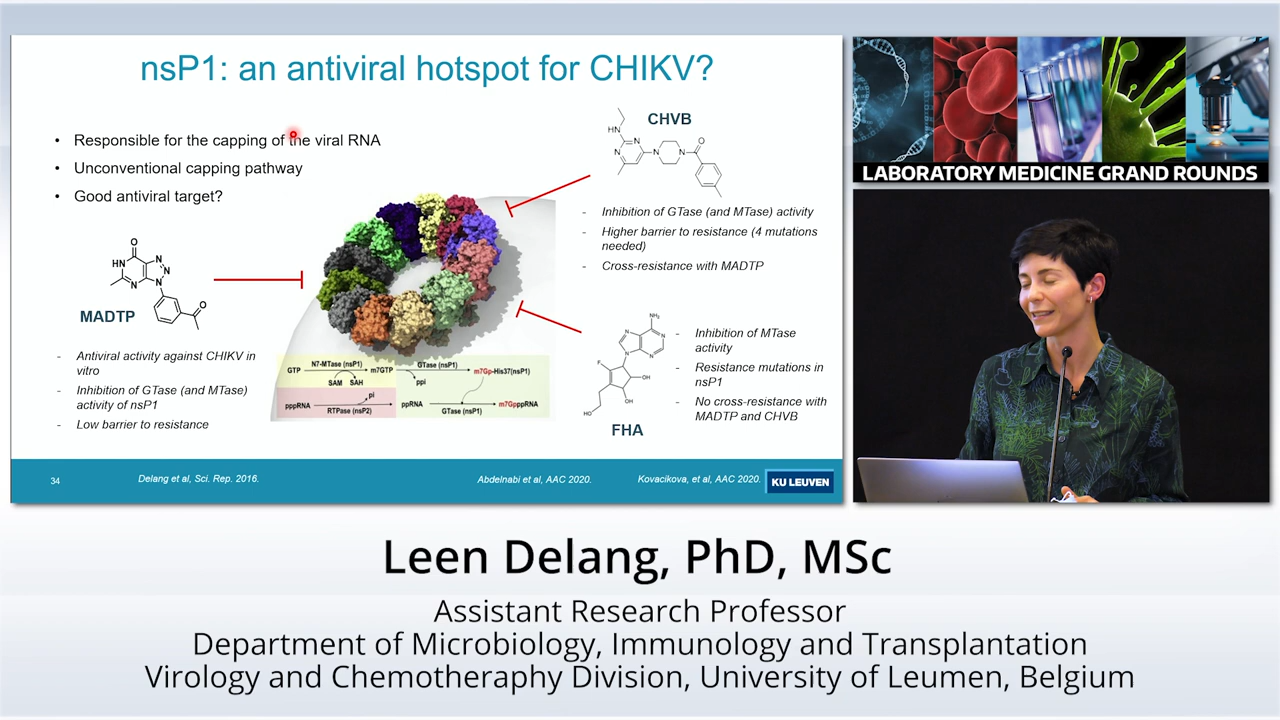 nsP1: an antiviral hotspot for CHIKV?
• Responsible for the capping of the viral RNA
• Unconventional capping pathway
• Good antiviral target?
O
HN
N
N
N
N
O
MADTP
- Antiviral activity against CHIKV in
vitro
- Inhibition of GTase (and MTase)
activity of nsP1
- Low barrier to resistance
GTP
N7-MTase (nsP1)
SAM
SAH
m7GTP
GTase (nsP1)
ppi
m7Gp-His37(nsP1)
pppRNA
RTPase (nsP2)
pi
ppRNA
GTase (nsP1)
m7GpppRNA
CHVB
HN
N
N
N
N
O
- Inhibition of GTase (and MTase) activity
- Higher barrier to resistance (4 mutations
needed)
- Cross-resistance with MADTP
NH2
N
N
N
N
F
OH
OH
HO
FHA
- Inhibition of MTase
activity
- Resistance mutations in
nsP1
- No cross-resistance with
MADTP and CHVB
34
Delang et al, Sci. Rep. 2016.
Abdelnabi et al, AAC 2020.
Kovacikova, et al, AAC 2020.
KU LEUVEN
LABORATORY MEDICINE GRAND ROUNDS
Leen Delang, PhD, MSc
Assistant Research Professor
Department of Microbiology, Immunology and Transplantation
Virology and Chemotheraphy Division, University of Leumen, Belgium